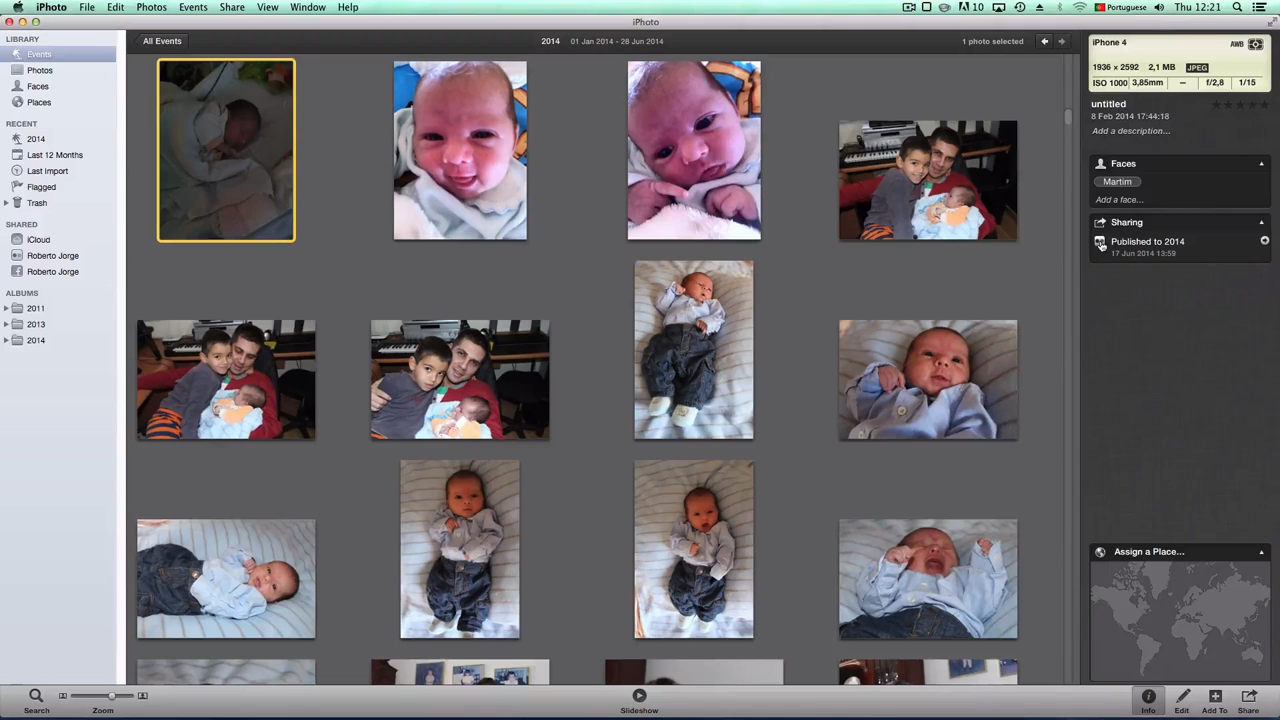 iPhoto File Edit Photos Events Share View Window Help
10 Portuguese Thu 12:21
iPhoto
LIBRARY
Events
Photos
Faces
Places
RECENT
2014
Last 12 Months
Last Import
Flagged
Trash
SHARED
iCloud
Roberto Jorge
Roberto Jorge
ALBUMS
2011
2013
2014
All Events
2014 01 Jan 2014 - 28 Jun 2014
1 photo selected
iPhone 4 AWB
1936 × 2592 2,1 MB JPEG
ISO 1000 3,85mm — f/2,8 1/15
untitled
8 Feb 2014 17:44:18
Add a description...
Faces
Martim
Add a face...
Sharing
Published to 2014
17 Jun 2014 13:59
Assign a Place...
Search
Zoom
Slideshow
Info
Edit
Add To
Share